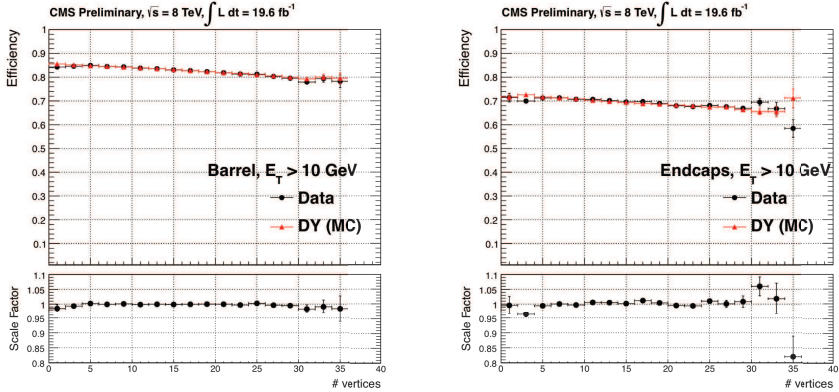 CMS Preliminary, √s = 8 TeV, ∫ L dt = 19.6 fb⁻¹
Efficiency
1
0.9
0.8
0.7
0.6
0.5
0.4
0.3
0.2
0.1
Barrel, E_T > 10 GeV
Data
DY (MC)
Scale Factor
1.1
1.05
1
0.95
0.9
0.85
0.8
0 5 10 15 20 25 30 35 40
# vertices
CMS Preliminary, √s = 8 TeV, ∫ L dt = 19.6 fb⁻¹
Efficiency
1
0.9
0.8
0.7
0.6
0.5
0.4
0.3
0.2
0.1
Endcaps, E_T > 10 GeV
Data
DY (MC)
Scale Factor
1.1
1.05
1
0.95
0.9
0.85
0.8
0 5 10 15 20 25 30 35 40
# vertices